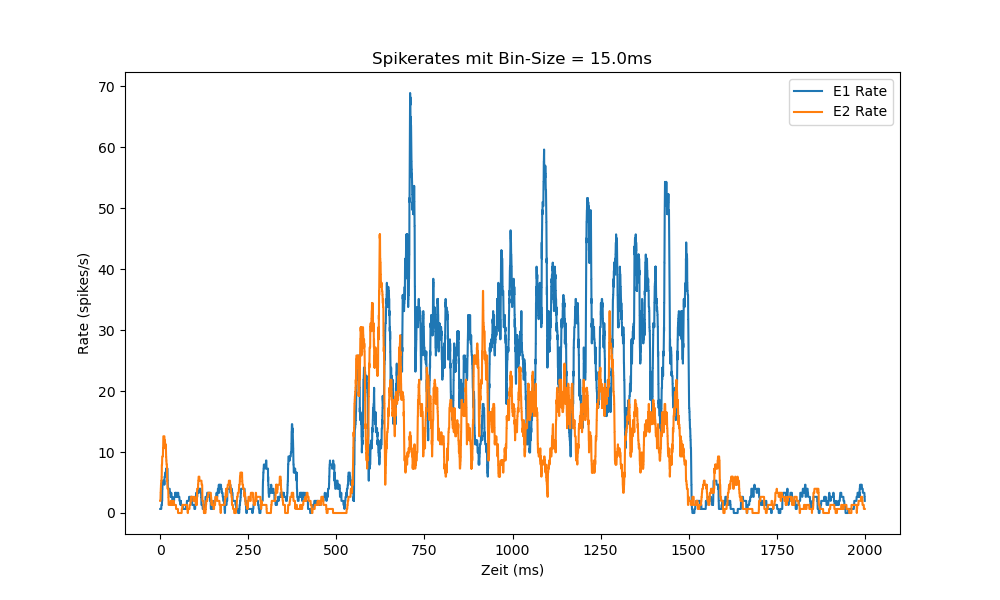 Spikerates mit Bin-Size = 15.0ms
E1 Rate
E2 Rate
70
60
50
40
30
20
10
0
Rate (spikes/s)
0 250 500 750 1000 1250 1500 1750 2000
Zeit (ms)